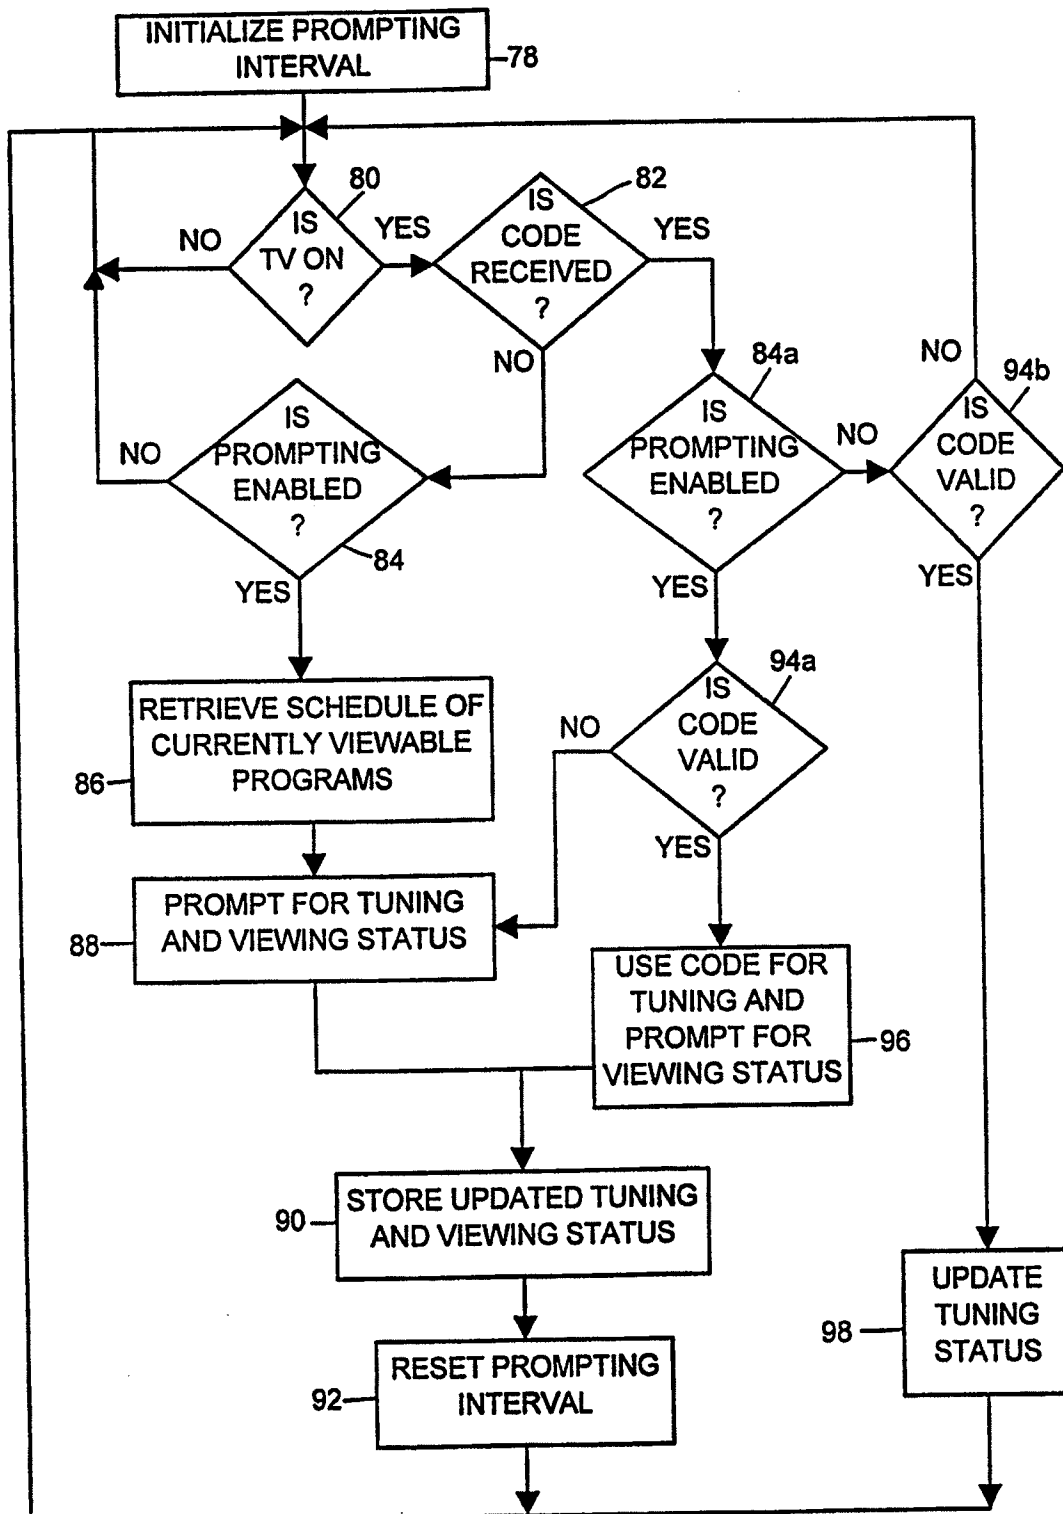 INITIALIZE PROMPTING
INTERVAL
78
80
IS
TV ON
?
NO
YES
82
IS
CODE
RECEIVED
?
YES
NO
84a
IS
PROMPTING
ENABLED
?
NO
YES
94b
IS
CODE
VALID
?
NO
YES
IS
PROMPTING
ENABLED
?
NO
84
YES
94a
IS
CODE
VALID
?
NO
YES
RETRIEVE SCHEDULE OF
CURRENTLY VIEWABLE
PROGRAMS
86
PROMPT FOR TUNING
AND VIEWING STATUS
88
USE CODE FOR
TUNING AND
PROMPT FOR
VIEWING STATUS
96
STORE UPDATED TUNING
AND VIEWING STATUS
90
UPDATE
TUNING
STATUS
98
RESET PROMPTING
INTERVAL
92